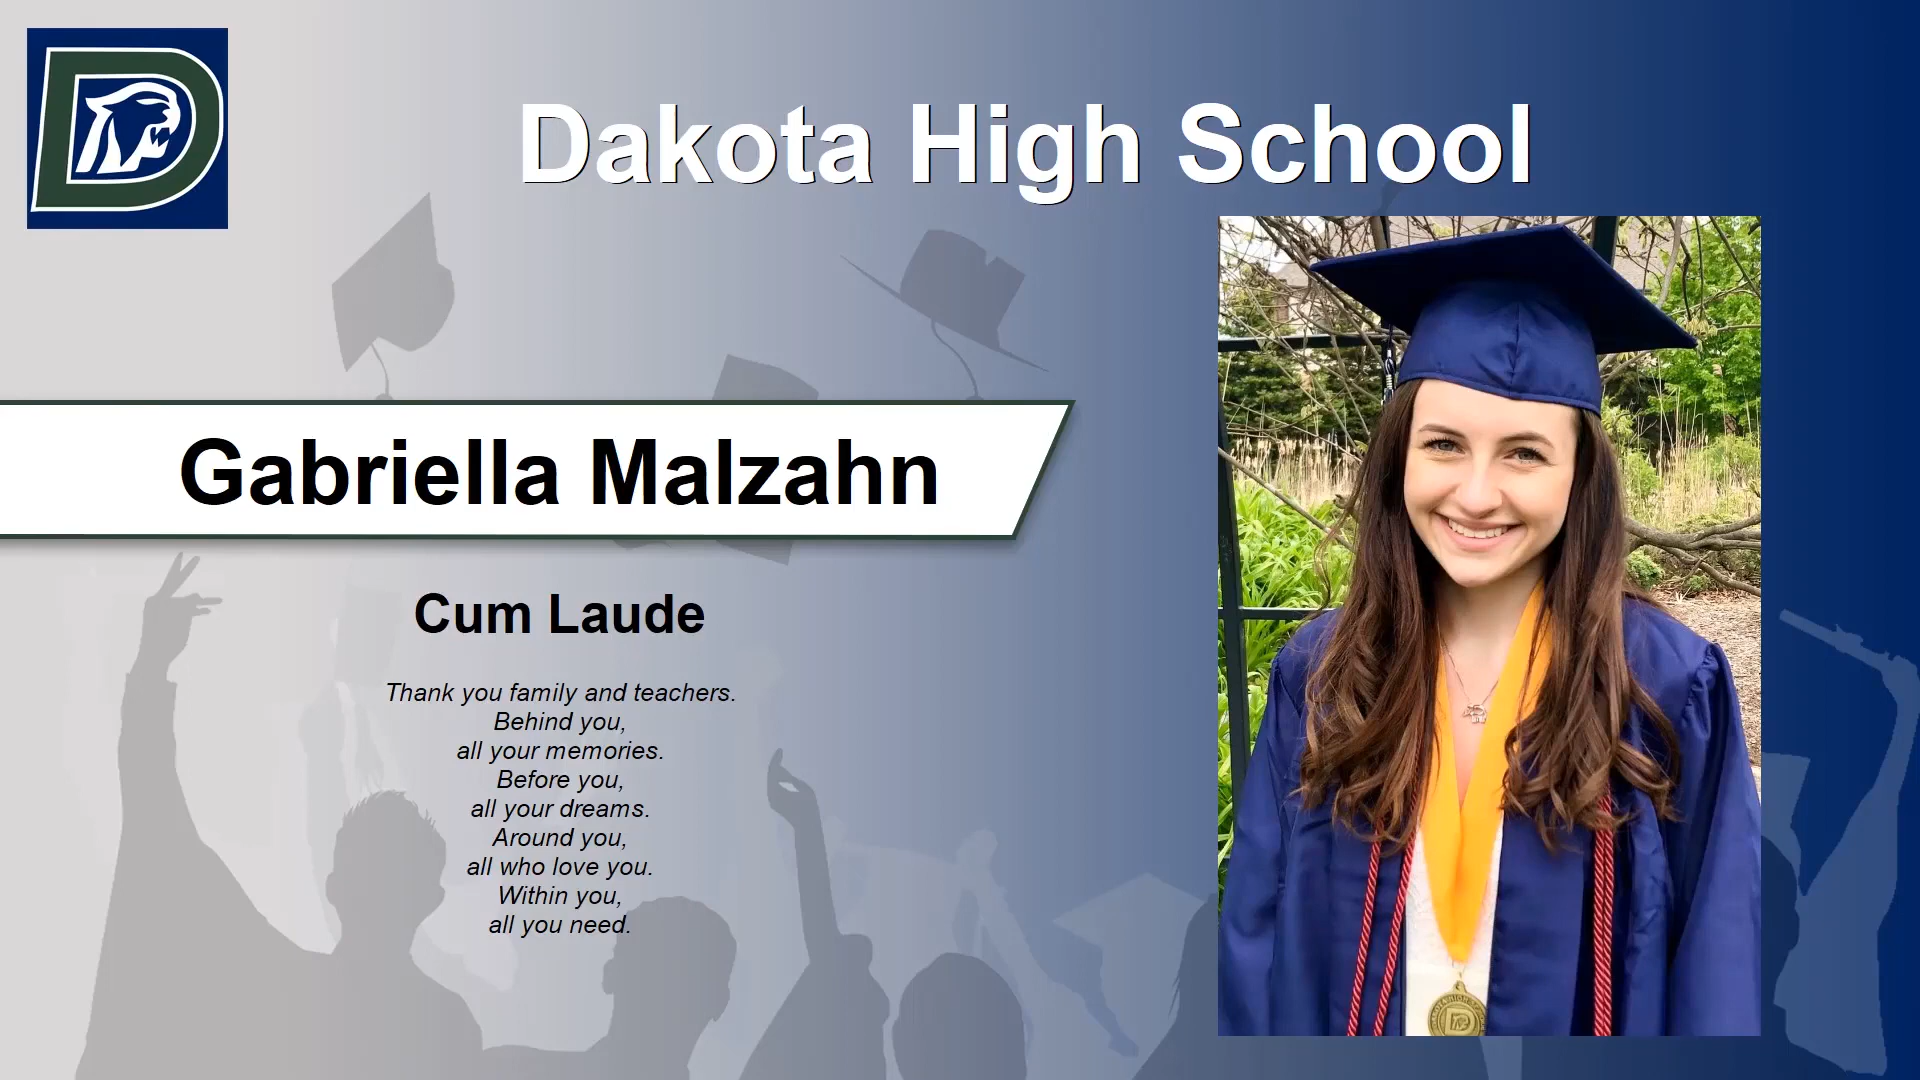 D
Dakota High School
Gabriella Malzahn
Cum Laude
Thank you family and teachers.
Behind you,
all your memories.
Before you,
all your dreams.
Around you,
all who love you.
Within you,
all you need.